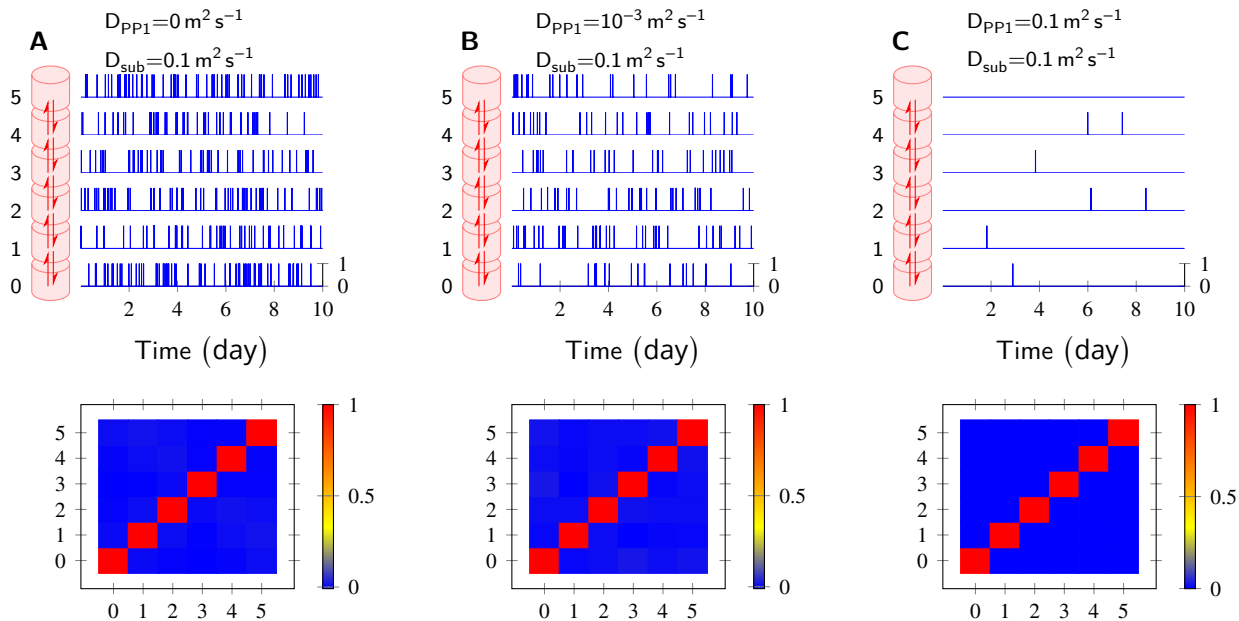 A
D_PP1=0 m² s⁻¹
D_sub=0.1 m² s⁻¹
5
4
3
2
1
0
1
0
2 4 6 8 10
Time (day)
5
4
3
2
1
0
0 1 2 3 4 5
1
0.5
0
B
D_PP1=10⁻³ m² s⁻¹
D_sub=0.1 m² s⁻¹
5
4
3
2
1
0
1
0
2 4 6 8 10
Time (day)
5
4
3
2
1
0
0 1 2 3 4 5
1
0.5
0
C
D_PP1=0.1 m² s⁻¹
D_sub=0.1 m² s⁻¹
5
4
3
2
1
0
1
0
2 4 6 8 10
Time (day)
5
4
3
2
1
0
0 1 2 3 4 5
1
0.5
0